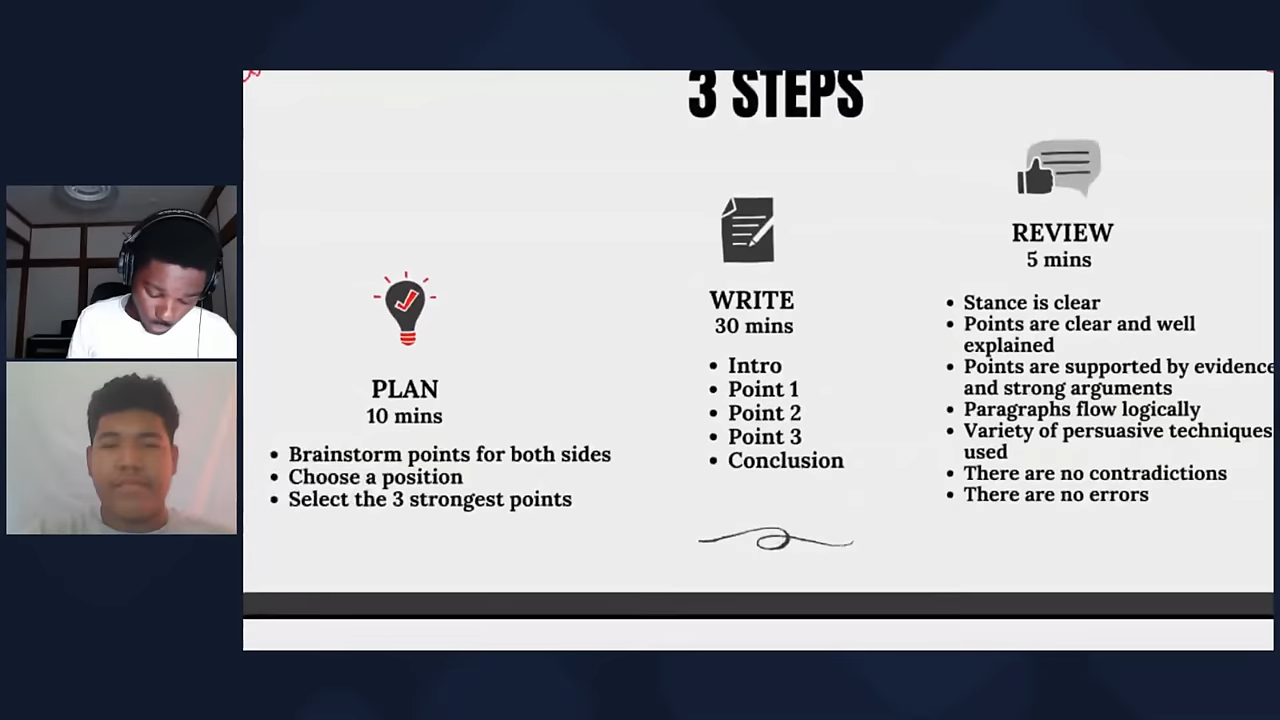 3 STEPS
PLAN
10 mins
• Brainstorm points for both sides
• Choose a position
• Select the 3 strongest points
WRITE
30 mins
• Intro
• Point 1
• Point 2
• Point 3
• Conclusion
REVIEW
5 mins
• Stance is clear
• Points are clear and well
explained
• Points are supported by evidence
and strong arguments
• Paragraphs flow logically
• Variety of persuasive techniques
used
• There are no contradictions
• There are no errors